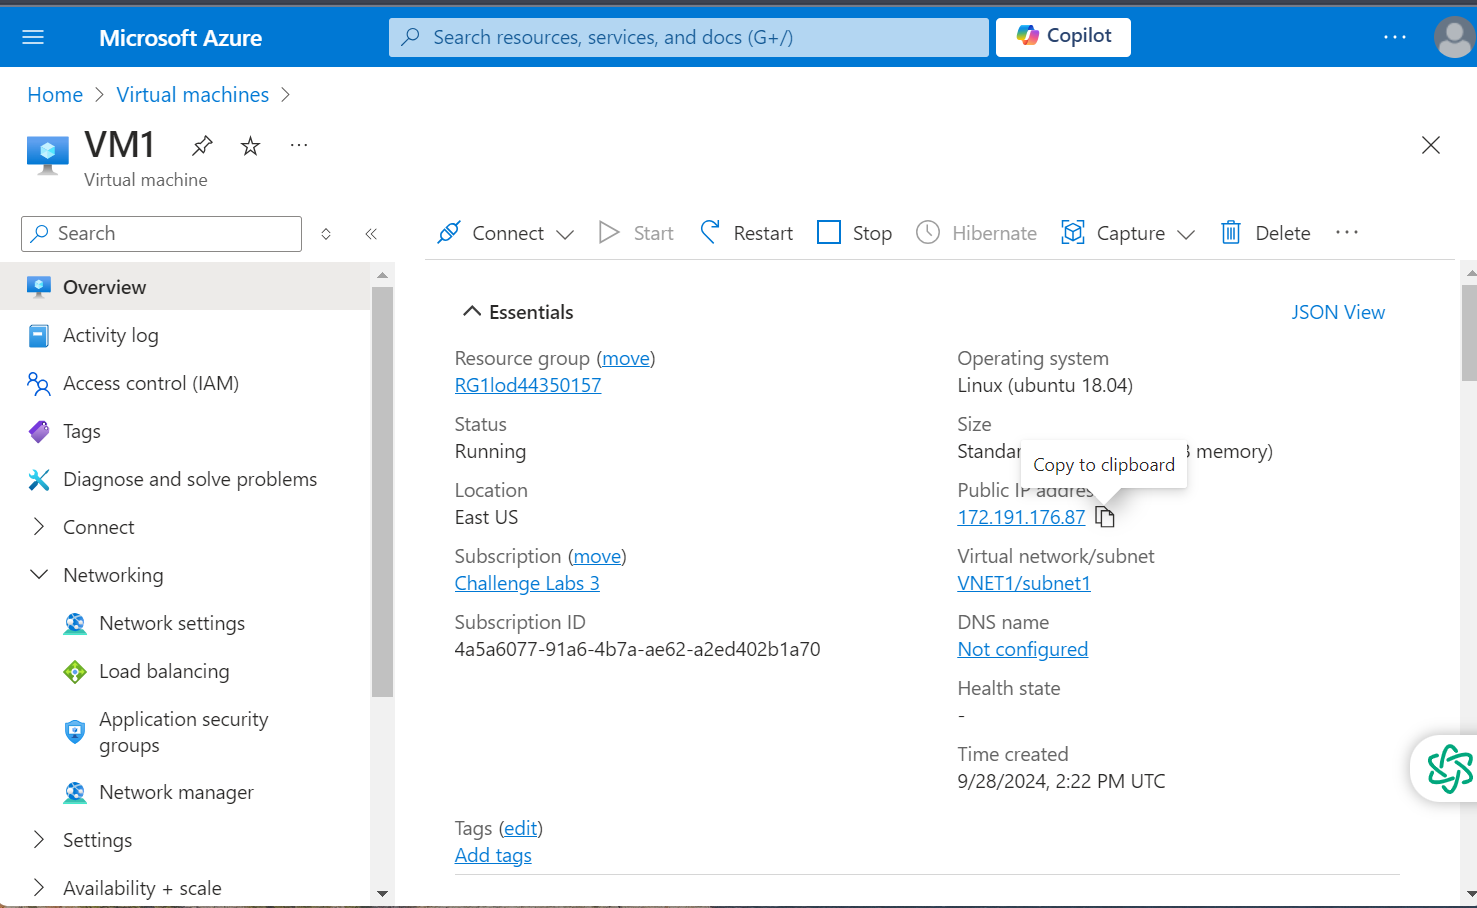 Microsoft Azure
Search resources, services, and docs (G+/)
Copilot
Home > Virtual machines >
VM1
Virtual machine
Search
Connect
Start
Restart
Stop
Hibernate
Capture
Delete
Overview
Activity log
Access control (IAM)
Tags
Diagnose and solve problems
Connect
Networking
Network settings
Load balancing
Application security
groups
Network manager
Settings
Availability + scale
Essentials
JSON View
Resource group (move)
RG1lod44350157
Status
Running
Location
East US
Subscription (move)
Challenge Labs 3
Subscription ID
4a5a6077-91a6-4b7a-ae62-a2ed402b1a70
Operating system
Linux (ubuntu 18.04)
Size
memory)
Copy to clipboard
Public IP
172.191.176.87
Virtual network/subnet
VNET1/subnet1
DNS name
Not configured
Health state
-
Time created
9/28/2024, 2:22 PM UTC
Tags (edit)
Add tags